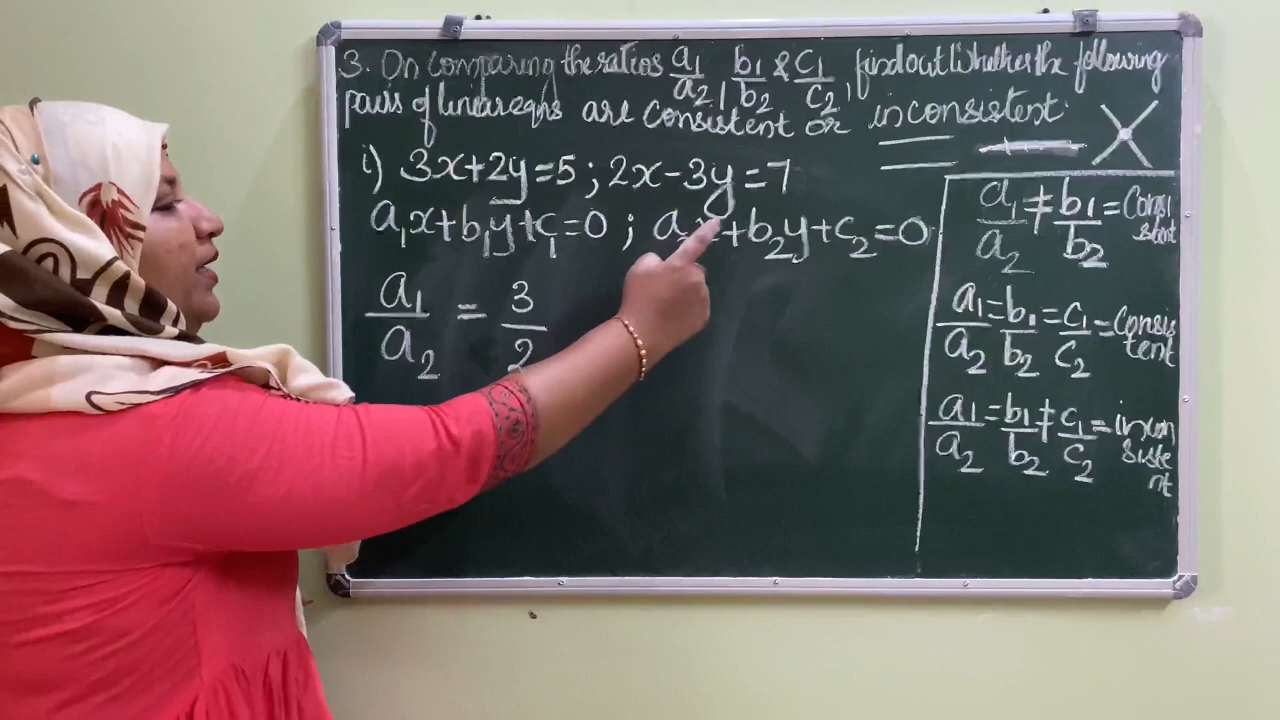 3. On comparing the ratios a₁/a₂, b₁/b₂ & c₁/c₂, find out whether the following
pairs of linear eqns are consistent or inconsistent
i) 3x+2y=5 ; 2x-3y=7
a₁x+b₁y+c₁=0 ; a₂x+b₂y+c₂=0
a₁/a₂ = 3/2
a₁/a₂ ≠ b₁/b₂ = Consistent
a₁/a₂ = b₁/b₂ = c₁/c₂ = Consistent
a₁/a₂ = b₁/b₂ ≠ c₁/c₂ = inconsistent